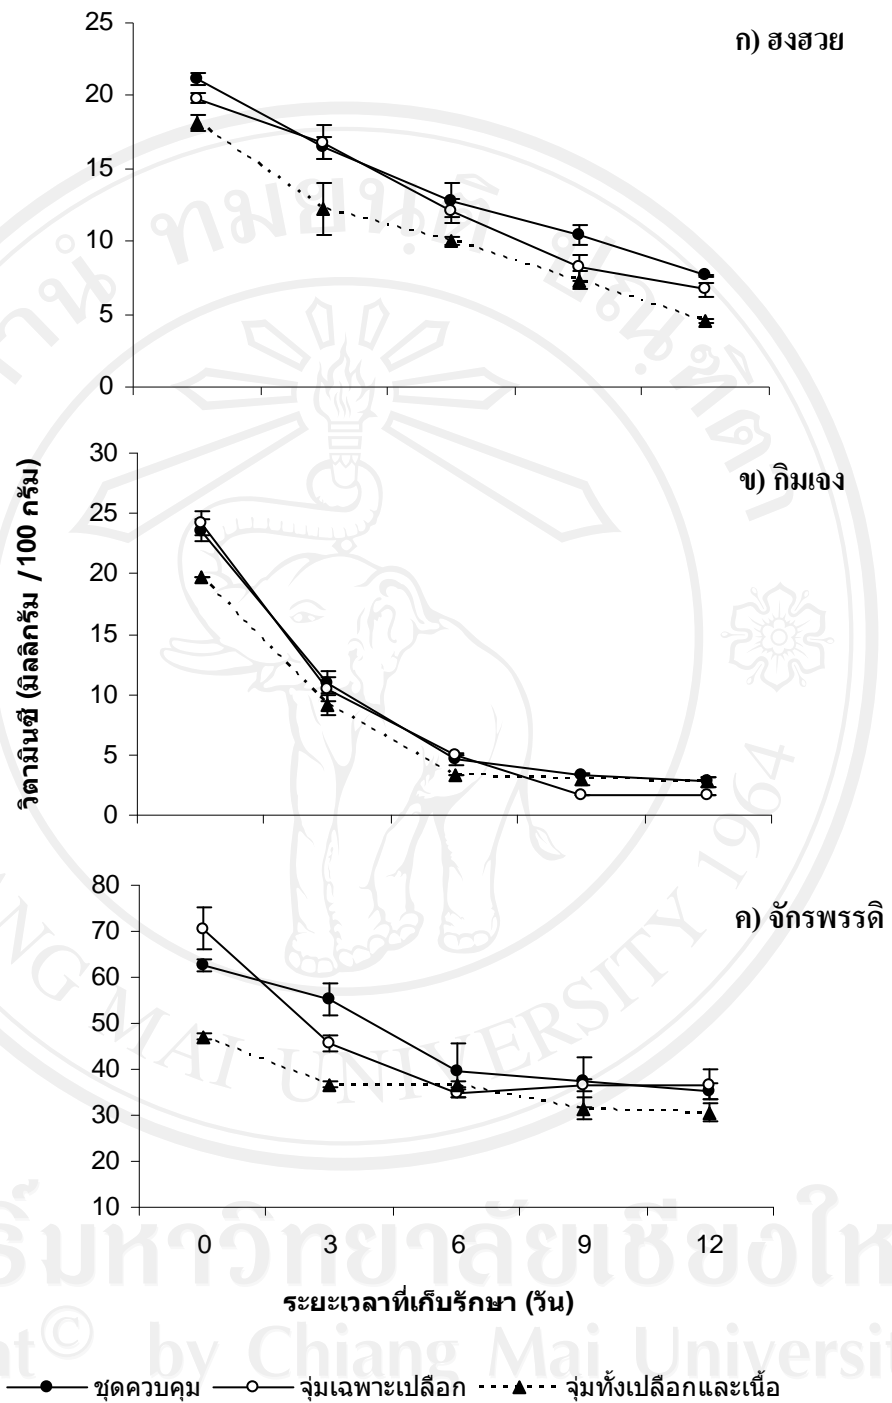 ก) ฮงฮวย
25
20
15
10
5
0
ข) กิมเจง
30
25
20
15
10
5
0
วิตามินซี (มิลลิกรัม /100 กรัม)
ค) จักรพรรดิ
80
70
60
50
40
30
20
10
0 3 6 9 12
ระยะเวลาที่เก็บรักษา (วัน)
ชุดควบคุม จุ่มเฉพาะเปลือก จุ่มทั้งเปลือกและเนื้อ
MAI UNIVERSITY 1964
© by Chiang Mai